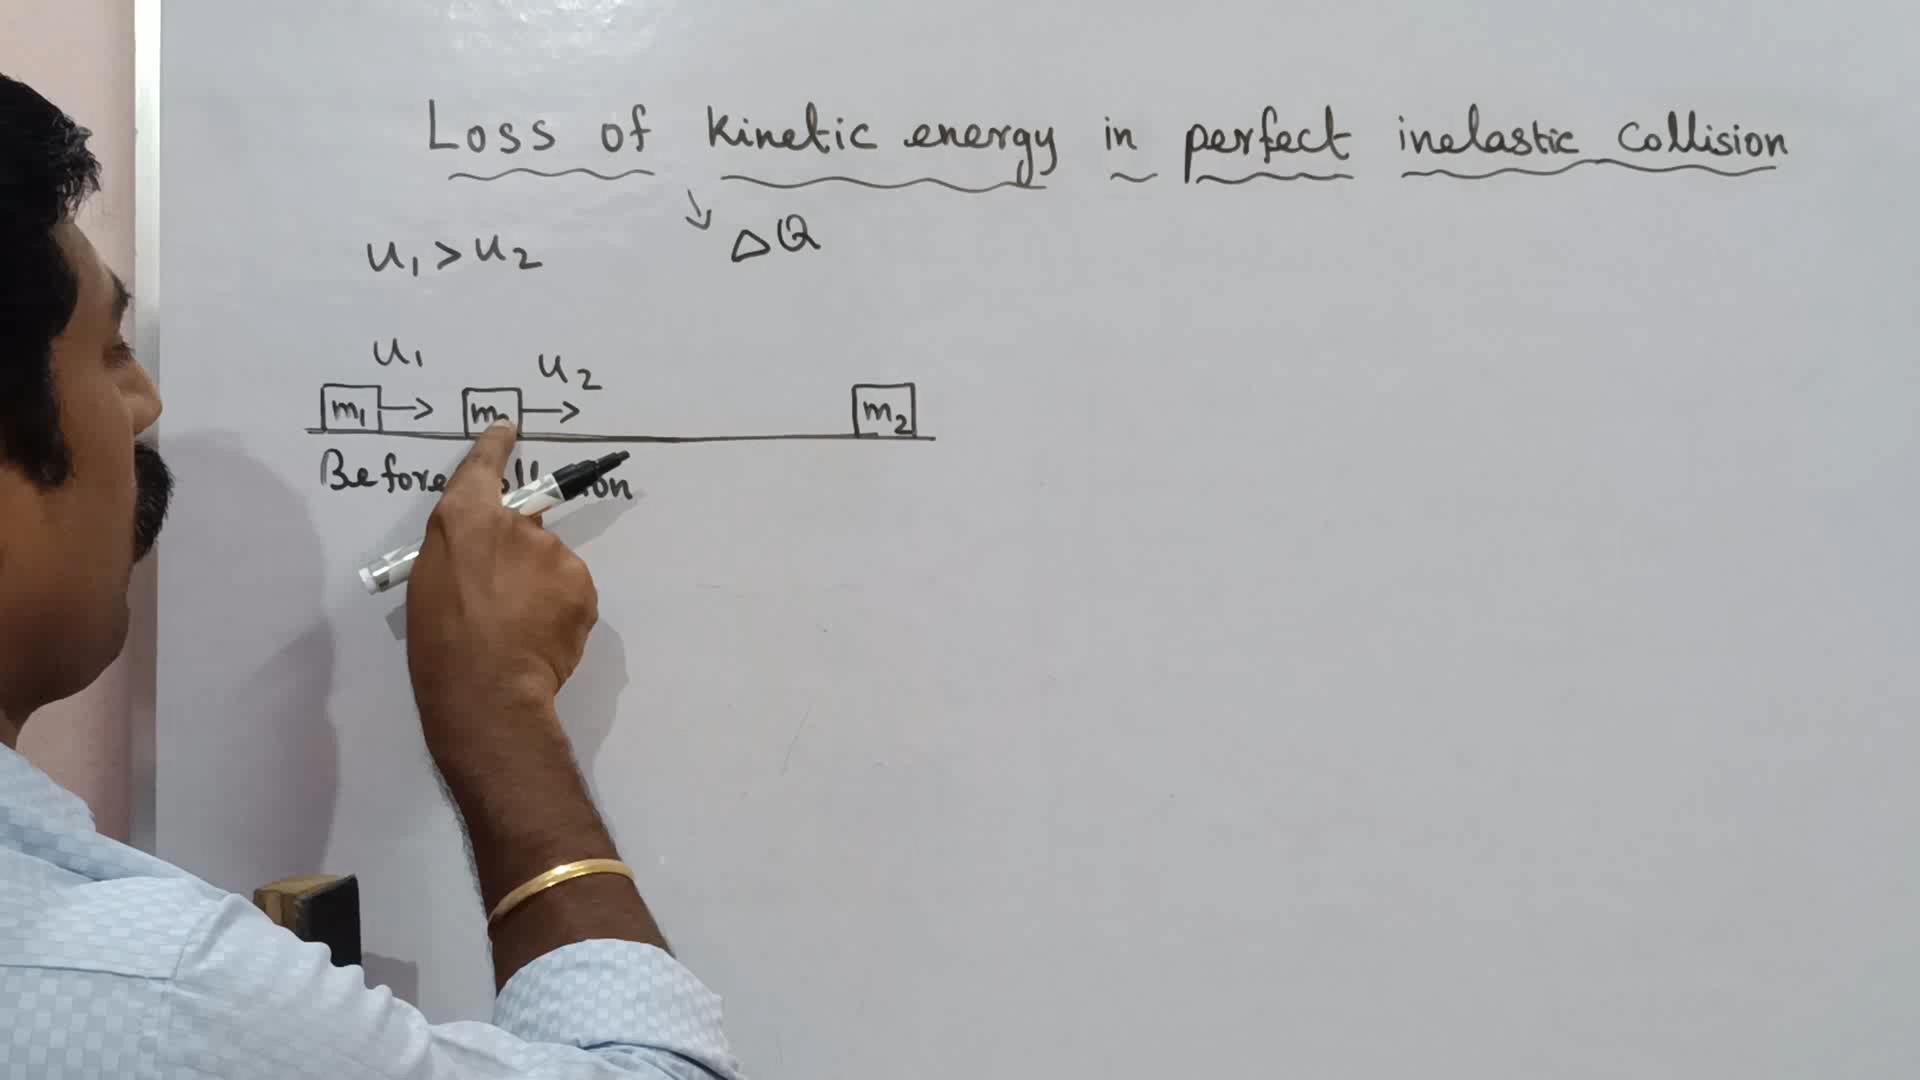 Loss of kinetic energy in perfect inelastic collision
u₁ > u₂
↘ ΔQ
u₁ u₂
m₁ → → m₂
Before